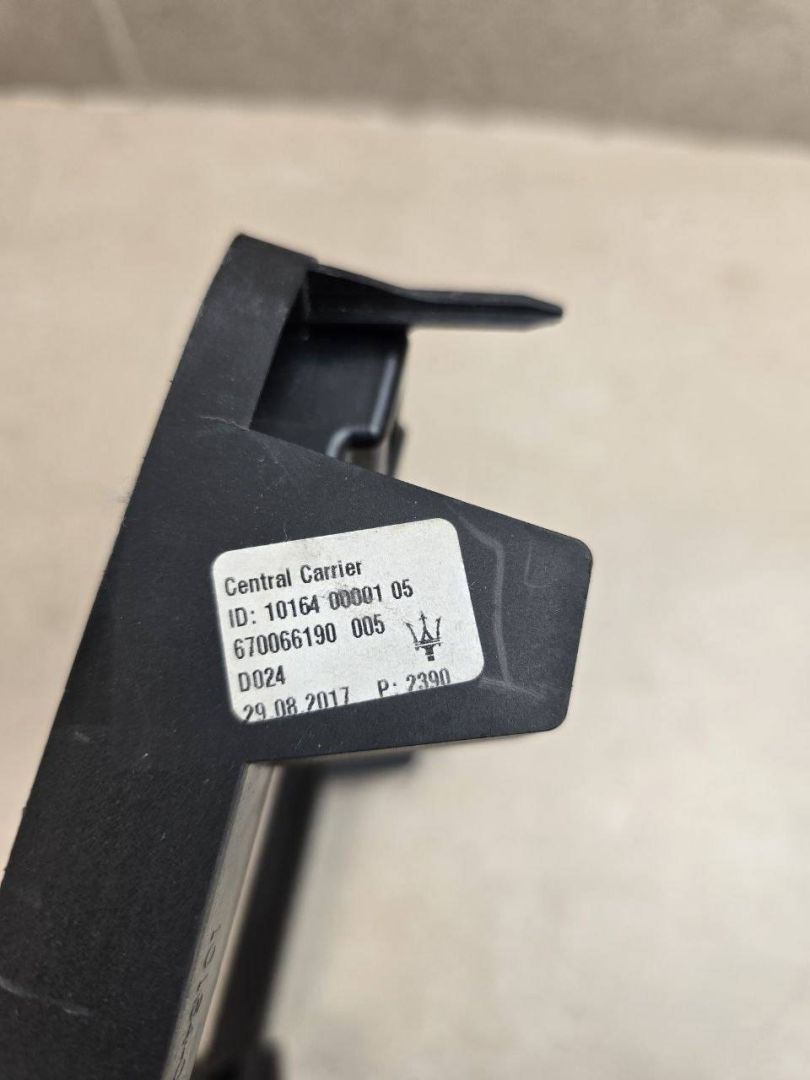 Central Carrier
ID: 10164 00001 05
670066190 005
D024
29.08.2017 P: 2390